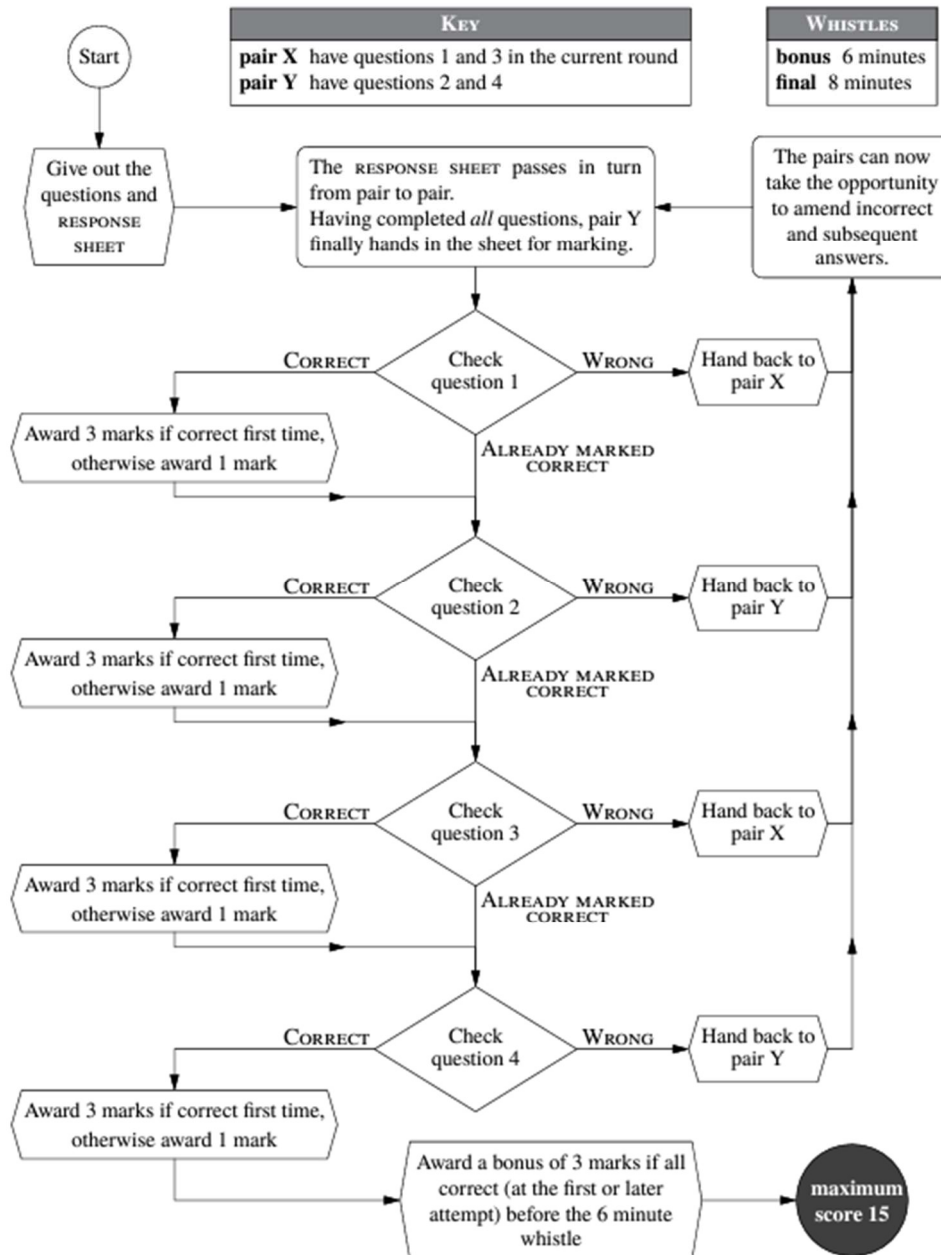 Start
KEY
pair X have questions 1 and 3 in the current round
pair Y have questions 2 and 4
WHISTLES
bonus 6 minutes
final 8 minutes
Give out the
questions and
RESPONSE
SHEET
The RESPONSE SHEET passes in turn
from pair to pair.
Having completed all questions, pair Y
finally hands in the sheet for marking.
The pairs can now
take the opportunity
to amend incorrect
and subsequent
answers.
CORRECT
Check
question 1
WRONG
Hand back to
pair X
Award 3 marks if correct first time,
otherwise award 1 mark
ALREADY MARKED
CORRECT
CORRECT
Check
question 2
WRONG
Hand back to
pair Y
Award 3 marks if correct first time,
otherwise award 1 mark
ALREADY MARKED
CORRECT
CORRECT
Check
question 3
WRONG
Hand back to
pair X
Award 3 marks if correct first time,
otherwise award 1 mark
ALREADY MARKED
CORRECT
CORRECT
Check
question 4
WRONG
Hand back to
pair Y
Award 3 marks if correct first time,
otherwise award 1 mark
Award a bonus of 3 marks if all
correct (at the first or later
attempt) before the 6 minute
whistle
maximum
score 15